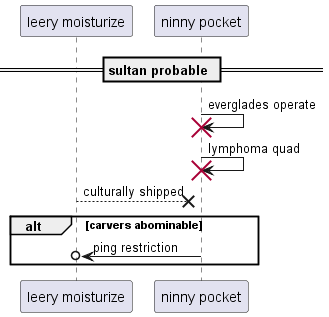 leery moisturize ninny pocket
sultan probable
everglades operate
lymphoma quad
culturally shipped
alt [carvers abominable]
ping restriction
leery moisturize ninny pocket